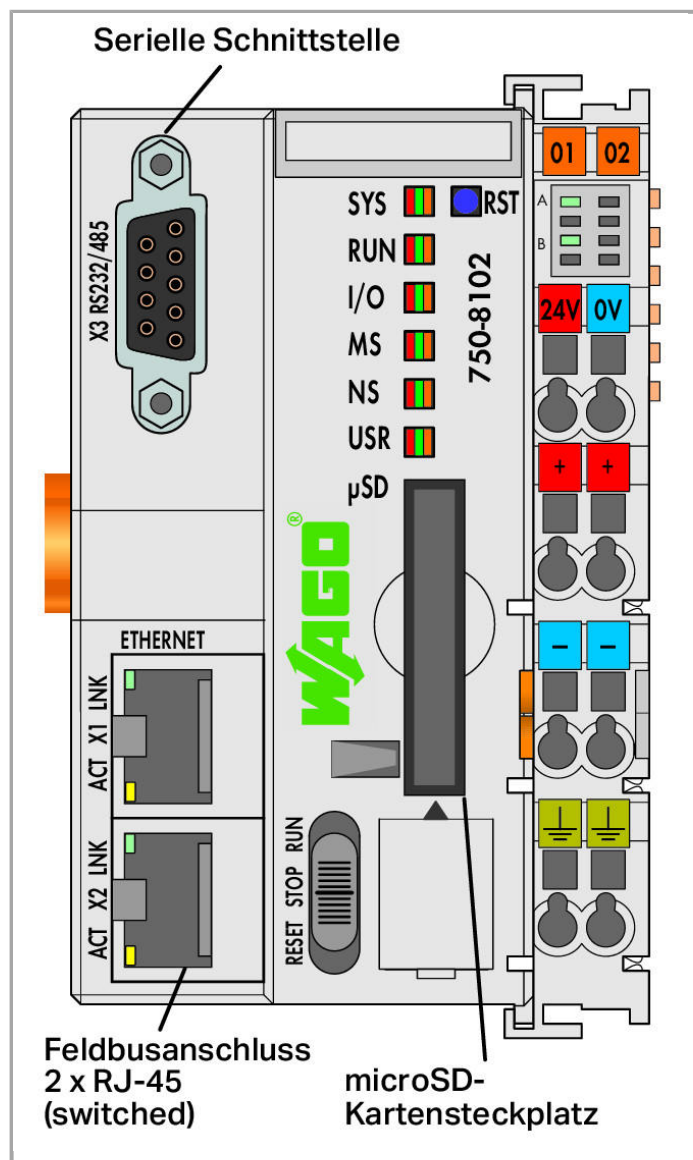 Serielle Schnittstelle
01 02
X3 RS232/485
SYS
RST
RUN
I/O
MS
NS
USR
µSD
750-8102
A
B
24V 0V
+ +
WAGO®
ETHERNET
ACT X1 LNK
ACT X2 LNK
RESET STOP RUN
- -
Feldbusanschluss
2 x RJ-45
(switched)
microSD-
Kartensteckplatz